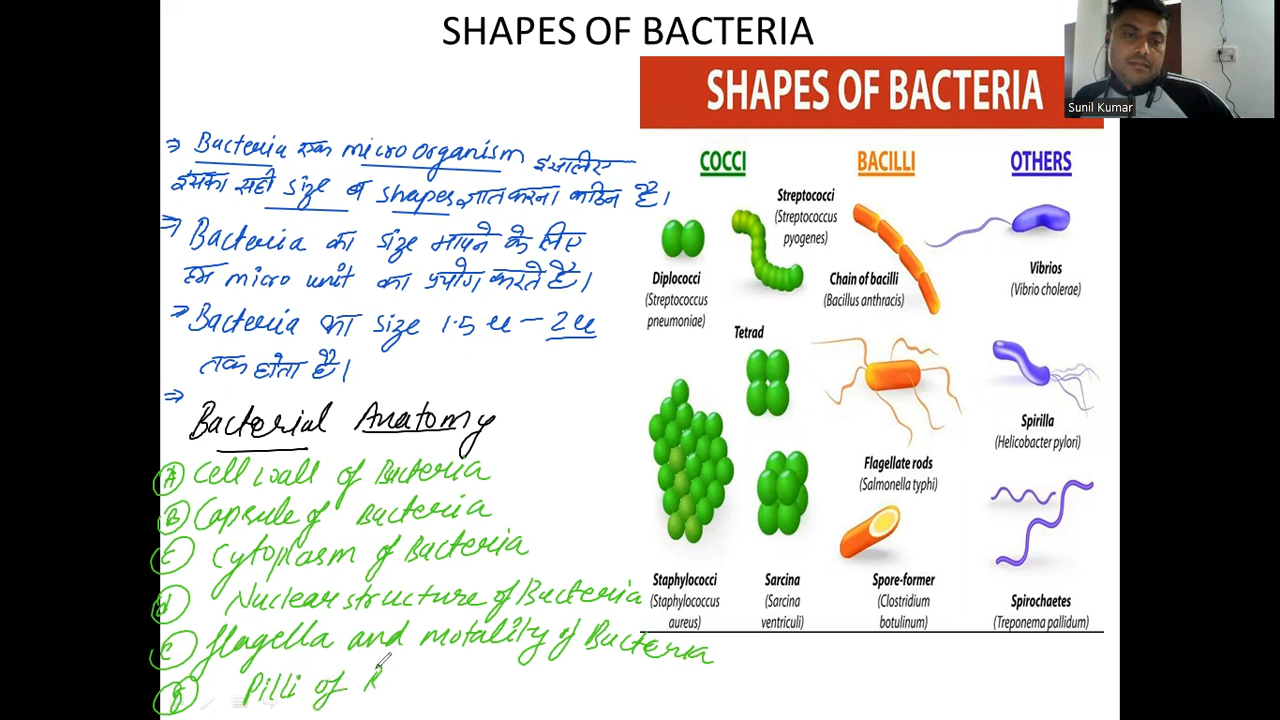 SHAPES OF BACTERIA
Sunil Kumar
⇒ Bacteria एक micro organism इसलिए
इसका सही size व shapes ज्ञात करना कठिन है।
⇒ Bacteria का size मापने के लिए
हम micro unit का प्रयोग करते है।
⇒ Bacteria का size 1.5 u – 2u
तक होता है।
⇒
Bacterial Anatomy
(A) Cell wall of Bacteria
(B) Capsule of Bacteria
(C) Cytoplasm of Bacteria
(d) Nuclear structure of Bacteria
(e) flagella and motality of Bacteria
(f) Pilli of
SHAPES OF BACTERIA
COCCI
Diplococci
(Streptococcus
pneumoniae)
Streptococci
(Streptococcus
pyogenes)
Tetrad
Staphylococci
(Staphylococcus
aureus)
Sarcina
(Sarcina
ventriculi)
BACILLI
Chain of bacilli
(Bacillus anthracis)
Flagellate rods
(Salmonella typhi)
Spore-former
(Clostridium
botulinum)
OTHERS
Vibrios
(Vibrio cholerae)
Spirilla
(Helicobacter pylori)
Spirochaetes
(Treponema pallidum)